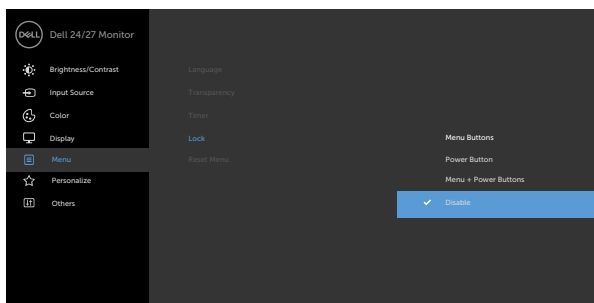 DELL Dell 24/27 Monitor
Brightness/Contrast
Input Source
Color
Display
Menu
Personalize
Others
Language
Transparency
Timer
Lock
Reset Menu
Menu Buttons
Power Button
Menu + Power Buttons
Disable